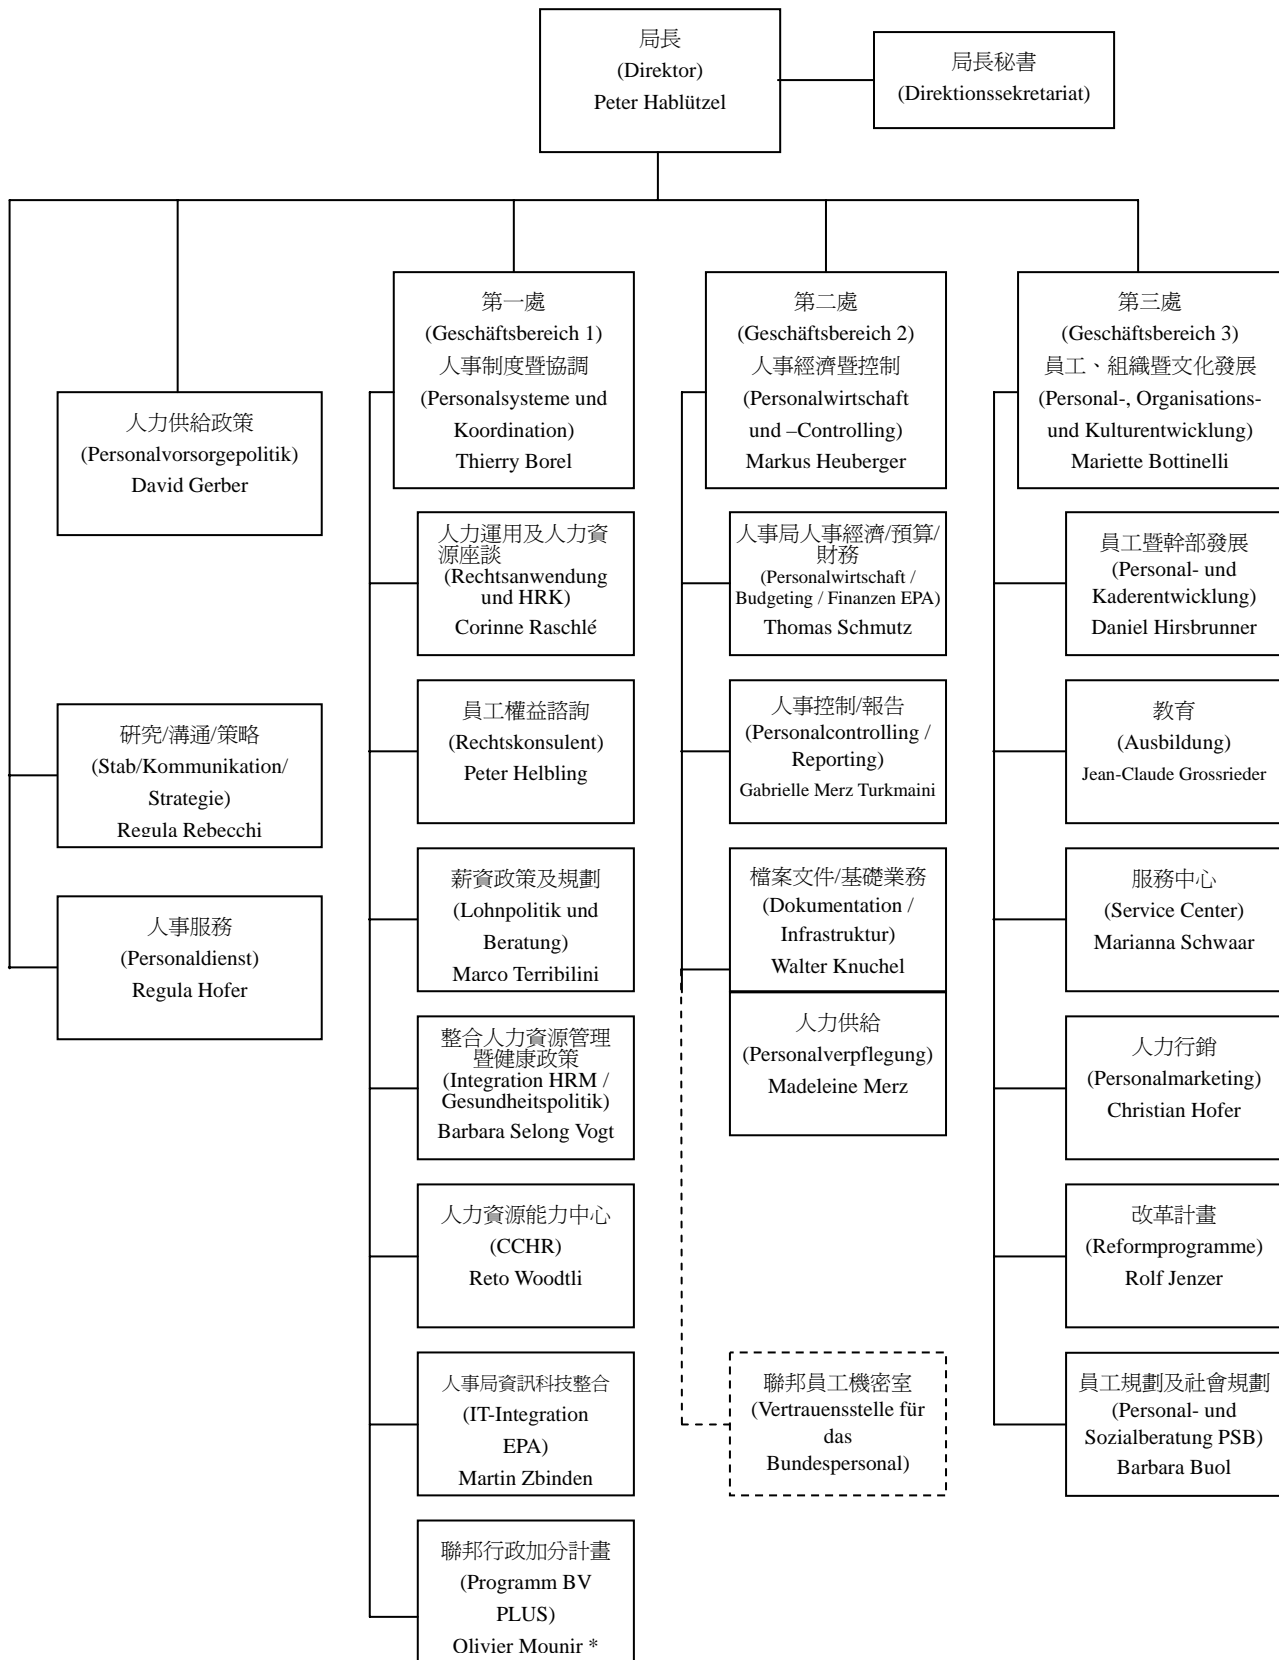 局長
(Direktor)
Peter Hablützel
局長秘書
(Direktionssekretariat)
人力供給政策
(Personalvorsorgepolitik)
David Gerber
研究/溝通/策略
(Stab/Kommunikation/
Strategie)
Regula Rebecchi
人事服務
(Personaldienst)
Regula Hofer
第一處
(Geschäftsbereich 1)
人事制度暨協調
(Personalsysteme und
Koordination)
Thierry Borel
人力運用及人力資
源座談
(Rechtsanwendung
und HRK)
Corinne Raschlé
員工權益諮詢
(Rechtskonsulent)
Peter Helbling
薪資政策及規劃
(Lohnpolitik und
Beratung)
Marco Terribilini
整合人力資源管理
暨健康政策
(Integration HRM /
Gesundheitspolitik)
Barbara Selong Vogt
人力資源能力中心
(CCHR)
Reto Woodtli
人事局資訊科技整合
(IT-Integration
EPA)
Martin Zbinden
聯邦行政加分計畫
(Programm BV
PLUS)
Olivier Mounir *
第二處
(Geschäftsbereich 2)
人事經濟暨控制
(Personalwirtschaft
und –Controlling)
Markus Heuberger
人事局人事經濟/預算/
財務
(Personalwirtschaft /
Budgeting / Finanzen EPA)
Thomas Schmutz
人事控制/報告
(Personalcontrolling /
Reporting)
Gabrielle Merz Turkmaini
檔案文件/基礎業務
(Dokumentation /
Infrastruktur)
Walter Knuchel
人力供給
(Personalverpflegung)
Madeleine Merz
聯邦員工機密室
(Vertrauensstelle für
das
Bundespersonal)
第三處
(Geschäftsbereich 3)
員工、組織暨文化發展
(Personal-, Organisations-
und Kulturentwicklung)
Mariette Bottinelli
員工暨幹部發展
(Personal- und
Kaderentwicklung)
Daniel Hirsbrunner
教育
(Ausbildung)
Jean-Claude Grossrieder
服務中心
(Service Center)
Marianna Schwaar
人力行銷
(Personalmarketing)
Christian Hofer
改革計畫
(Reformprogramme)
Rolf Jenzer
員工規劃及社會規劃
(Personal- und
Sozialberatung PSB)
Barbara Buol